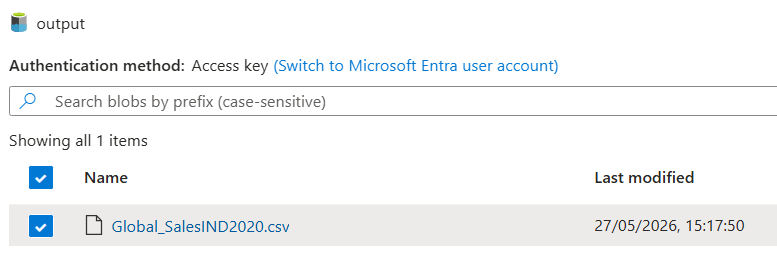 output
Authentication method: Access key (Switch to Microsoft Entra user account)
Search blobs by prefix (case-sensitive)
Showing all 1 items
Name Last modified
Global_SalesIND2020.csv 27/05/2026, 15:17:50